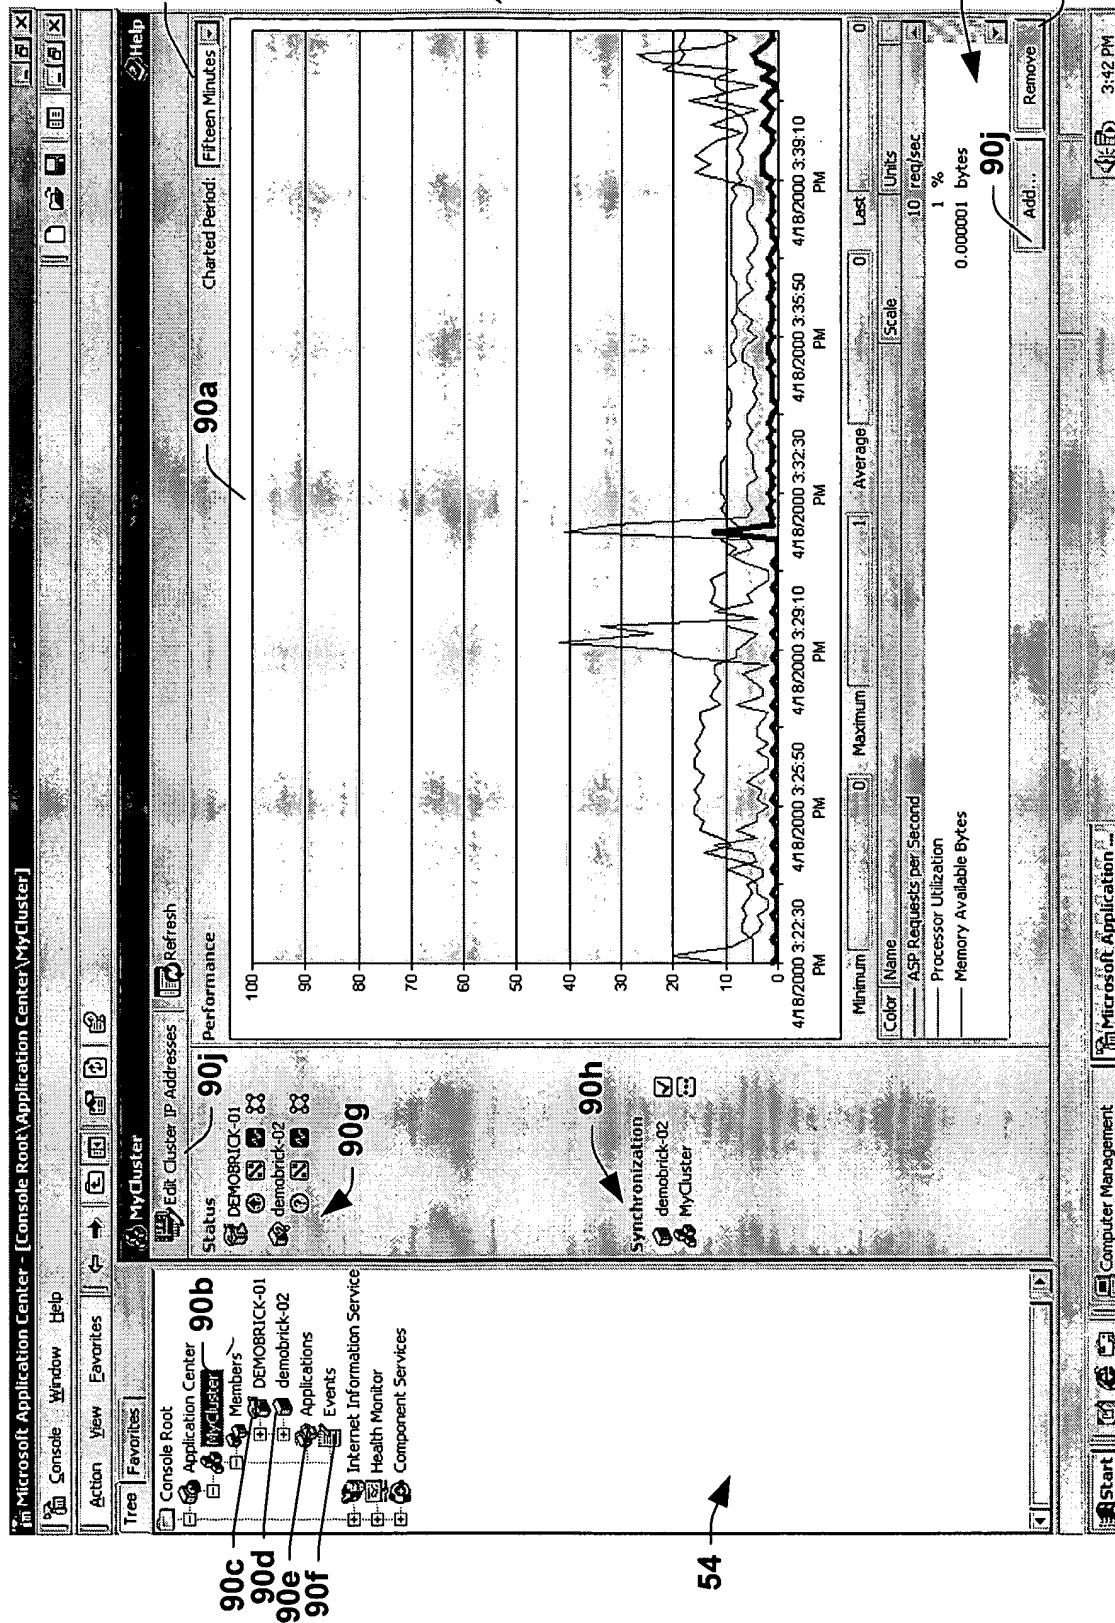 Microsoft Application Center - [Console Root\Application Center\MyCluster]
Console Window Help
Action View Favorites
Tree Favorites
Console Root
Application Center
MyCluster
Members
DEMOBRICK-01
demobrick-02
Applications
Events
Internet Information Service
Health Monitor
Component Services
90b
90c
90d
90e
90f
54
MyCluster
Help
Edit Cluster IP Addresses
Refresh
90j
Status
DEMOBRICK-01
demobrick-02
90g
90h
Synchronization
demobrick-02
MyCluster
Performance
Charted Period: Fifteen Minutes
90a
100
90
80
70
60
50
40
30
20
10
0
4/18/2000 3:22:30 PM
4/18/2000 3:25:50 PM
4/18/2000 3:29:10 PM
4/18/2000 3:32:30 PM
4/18/2000 3:35:50 PM
4/18/2000 3:39:10 PM
Minimum 0 Maximum 1 Average 0 Last 0
Color Name Scale Units
ASP Requests per Second 10 req/sec
Processor Utilization 1 %
Memory Available Bytes 0.000001 bytes
90j
Add... Remove
Start
Computer Management
Microsoft Application ...
3:42 PM